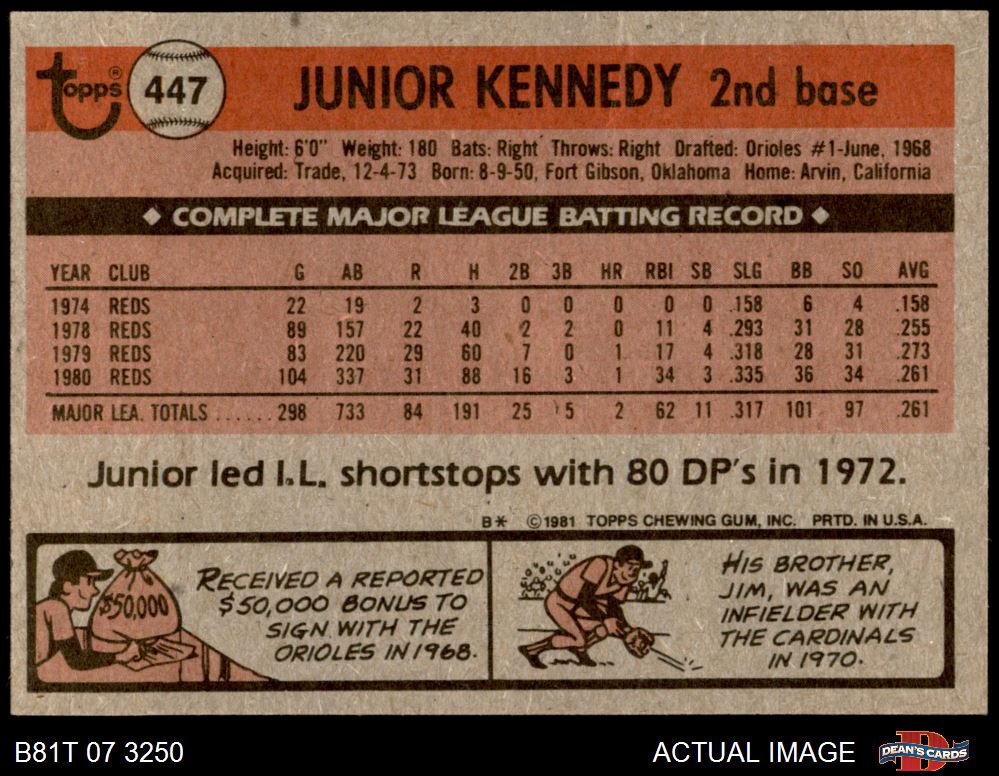 topps® 447 JUNIOR KENNEDY 2nd base
Height: 6'0" Weight: 180 Bats: Right Throws: Right Drafted: Orioles #1-June, 1968
Acquired: Trade, 12-4-73 Born: 8-9-50, Fort Gibson, Oklahoma Home: Arvin, California
◆ COMPLETE MAJOR LEAGUE BATTING RECORD ◆
YEAR CLUB G AB R H 2B 3B HR RBI SB SLG BB SO AVG
1974 REDS 22 19 2 3 0 0 0 0 0 .158 6 4 .158
1978 REDS 89 157 22 40 2 2 0 11 4 .293 31 28 .255
1979 REDS 83 220 29 60 7 0 1 17 4 .318 28 31 .273
1980 REDS 104 337 31 88 16 3 1 34 3 .335 36 34 .261
MAJOR LEA. TOTALS ...... 298 733 84 191 25 5 2 62 11 .317 101 97 .261
Junior led I.L. shortstops with 80 DP's in 1972.
B* ©1981 TOPPS CHEWING GUM, INC. PRTD. IN U.S.A.
$50,000
RECEIVED A REPORTED
$50,000 BONUS TO
SIGN WITH THE
ORIOLES IN 1968.
HIS BROTHER,
JIM, WAS AN
INFIELDER WITH
THE CARDINALS
IN 1970.
B81T 07 3250 ACTUAL IMAGE DEAN'S CARDS